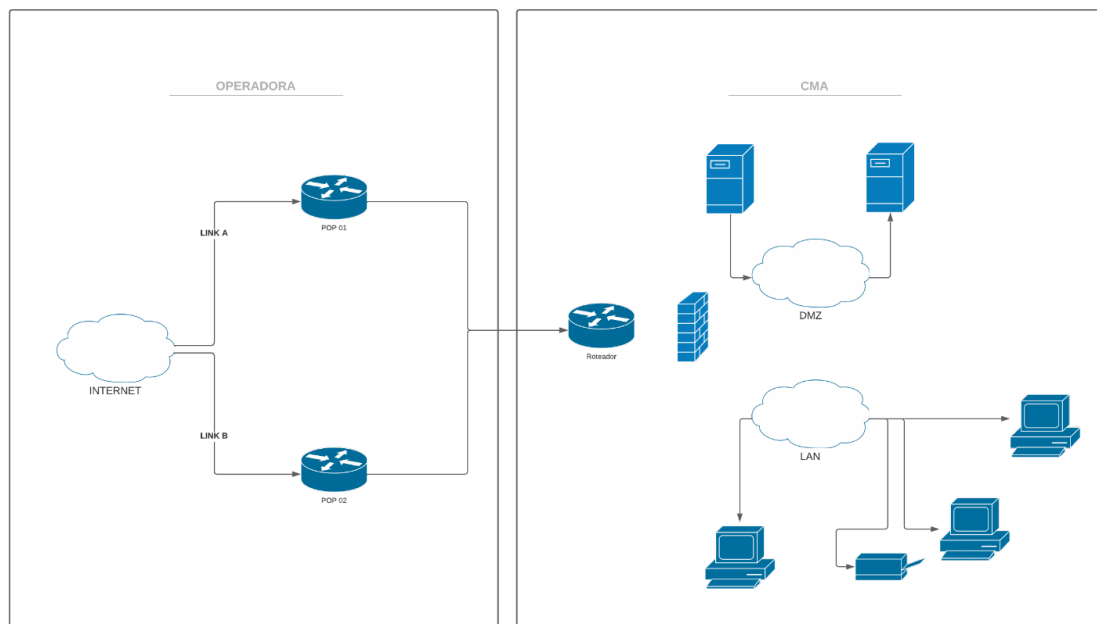 OPERADORA
CMA
LINK A
POP 01
INTERNET
LINK B
POP 02
Roteador
DMZ
LAN